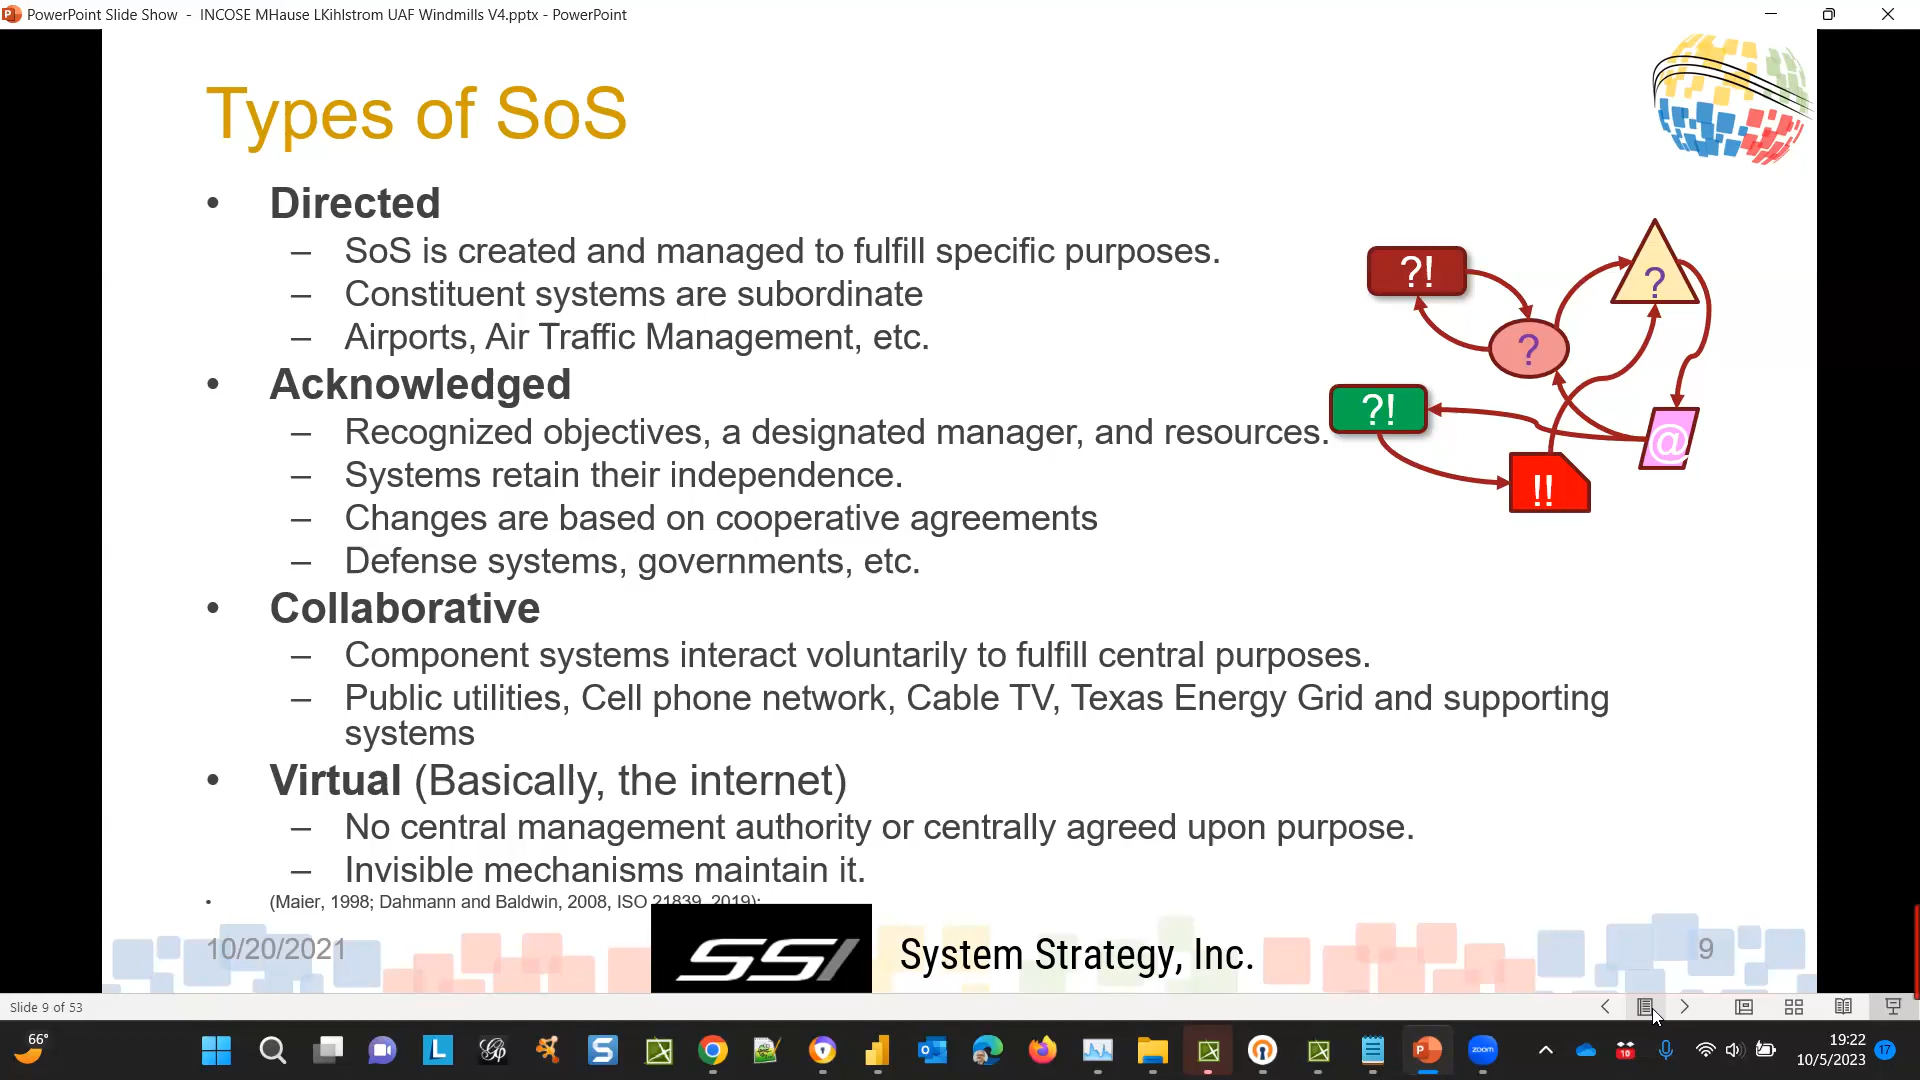 PowerPoint Slide Show - INCOSE MHause LKihlstrom UAF Windmills V4.pptx - PowerPoint
Types of SoS
• Directed
– SoS is created and managed to fulfill specific purposes.
– Constituent systems are subordinate
– Airports, Air Traffic Management, etc.
• Acknowledged
– Recognized objectives, a designated manager, and resources.
– Systems retain their independence.
– Changes are based on cooperative agreements
– Defense systems, governments, etc.
• Collaborative
– Component systems interact voluntarily to fulfill central purposes.
– Public utilities, Cell phone network, Cable TV, Texas Energy Grid and supporting
systems
• Virtual (Basically, the internet)
– No central management authority or centrally agreed upon purpose.
– Invisible mechanisms maintain it.
• (Maier, 1998; Dahmann and Baldwin, 2008, ISO 21839, 2019);
?!
?
?
?!
@
!!
10/20/2021
SSI
System Strategy, Inc.
9
Slide 9 of 53
66°
L
S
P
zoom
10
19:22
10/5/2023
17